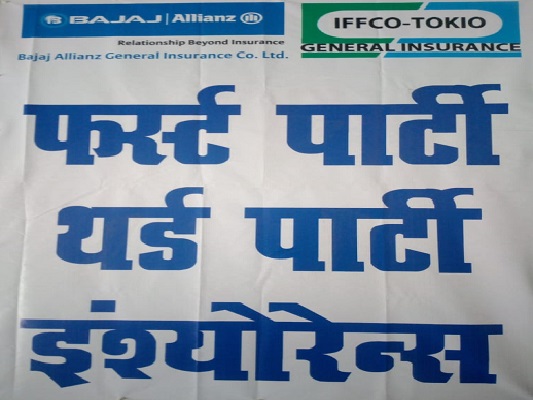 BAJAJ | Allianz
Relationship Beyond Insurance
Bajaj Allianz General Insurance Co. Ltd.
IFFCO-TOKIO
GENERAL INSURANCE
फर्स्ट पार्टी
थर्ड पार्टी
इंश्योरेन्स